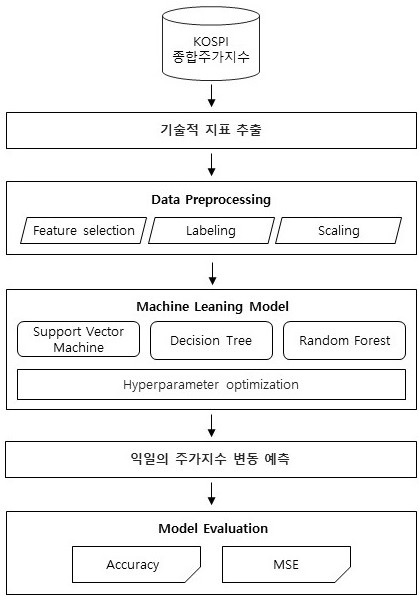 KOSPI
종합주가지수
기술적 지표 추출
Data Preprocessing
Feature selection
Labeling
Scaling
Machine Leaning Model
Support Vector
Machine
Decision Tree
Random Forest
Hyperparameter optimization
익일의 주가지수 변동 예측
Model Evaluation
Accuracy
MSE